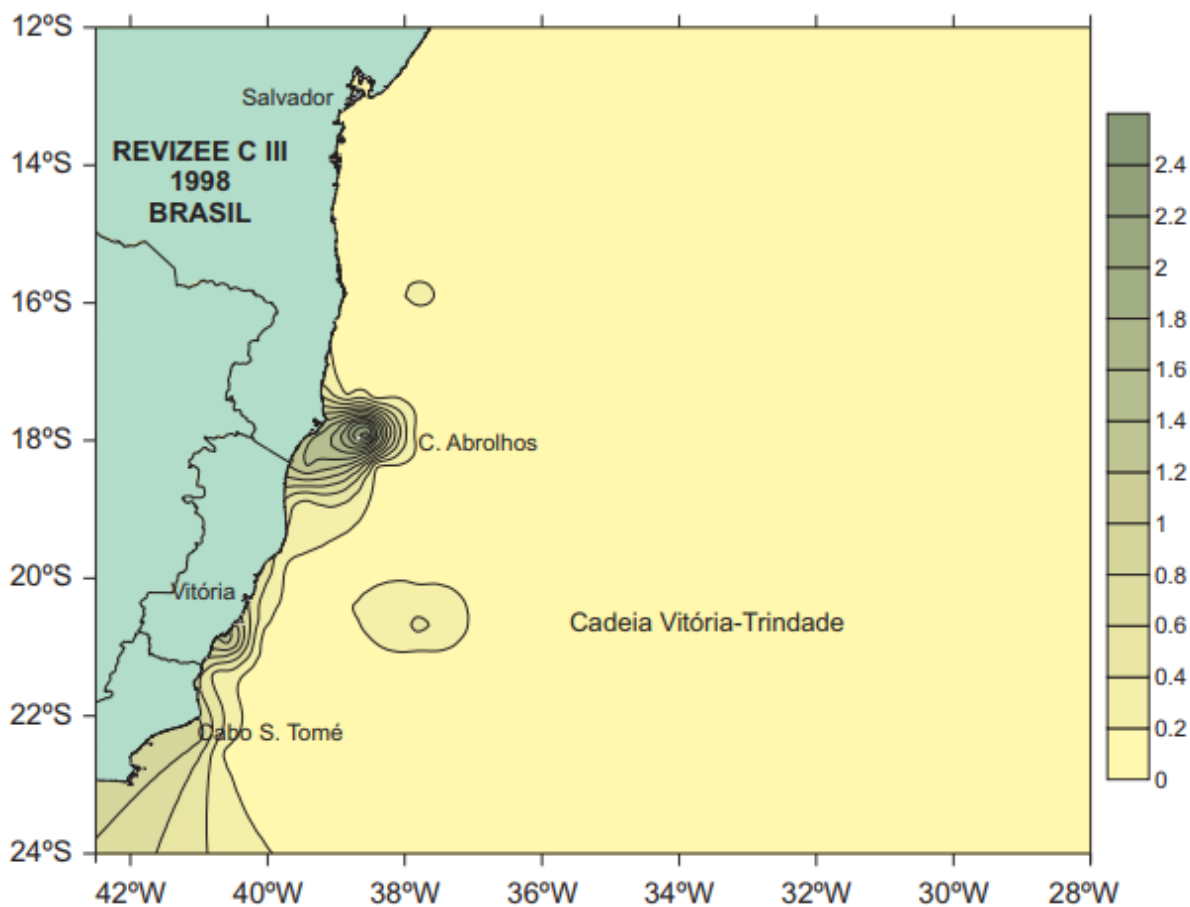 12ºS
Salvador
REVIZEE C III
1998
BRASIL
14ºS
16ºS
18ºS
C. Abrolhos
20ºS
Vitória
Cadeia Vitória-Trindade
22ºS
Cabo S. Tomé
24ºS
42ºW 40ºW 38ºW 36ºW 34ºW 32ºW 30ºW 28ºW
2.4
2.2
2
1.8
1.6
1.4
1.2
1
0.8
0.6
0.4
0.2
0